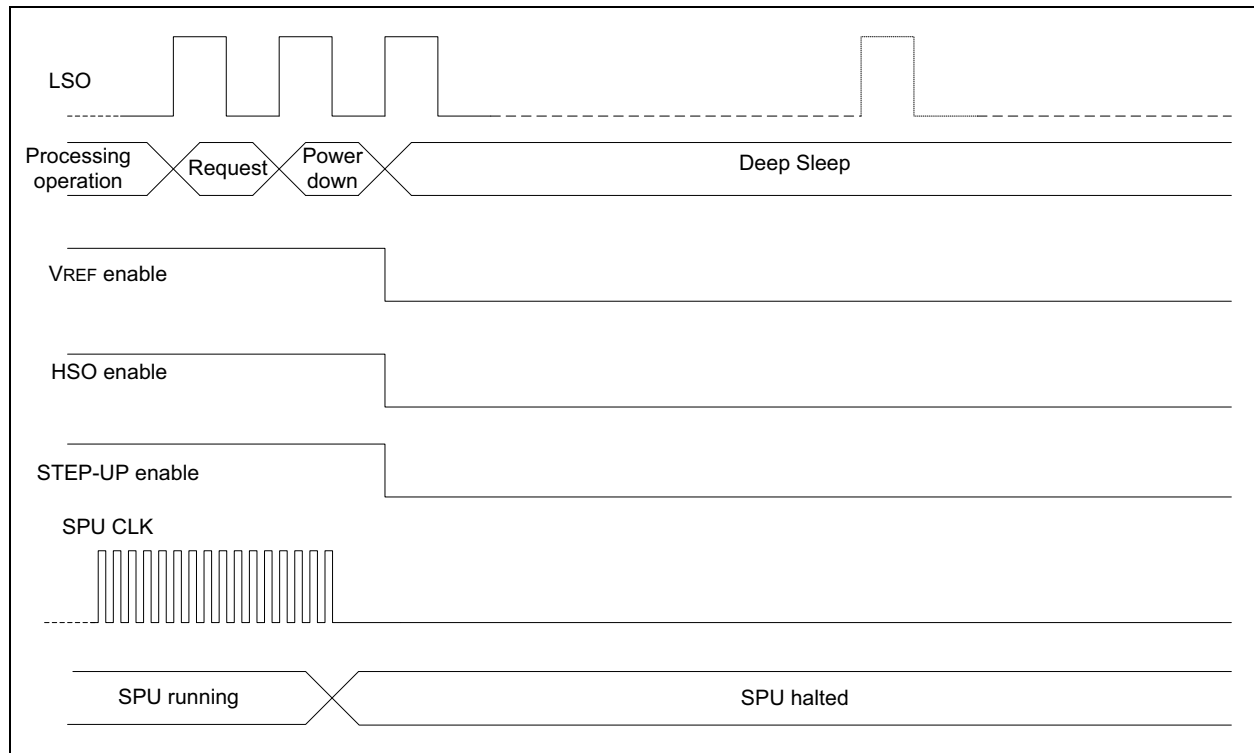 LSO
Processing
operation
Request
Power
down
Deep Sleep
VREF enable
HSO enable
STEP-UP enable
SPU CLK
SPU running
SPU halted